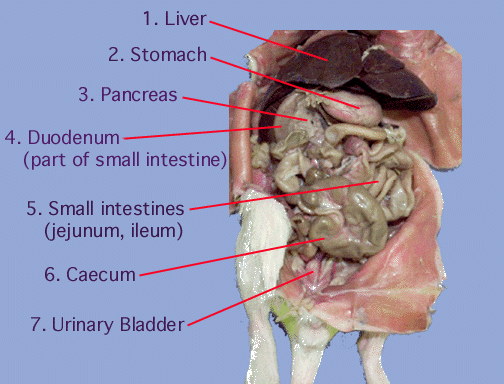 1. Liver
2. Stomach
3. Pancreas
4. Duodenum
(part of small intestine)
5. Small intestines
(jejunum, ileum)
6. Caecum
7. Urinary Bladder